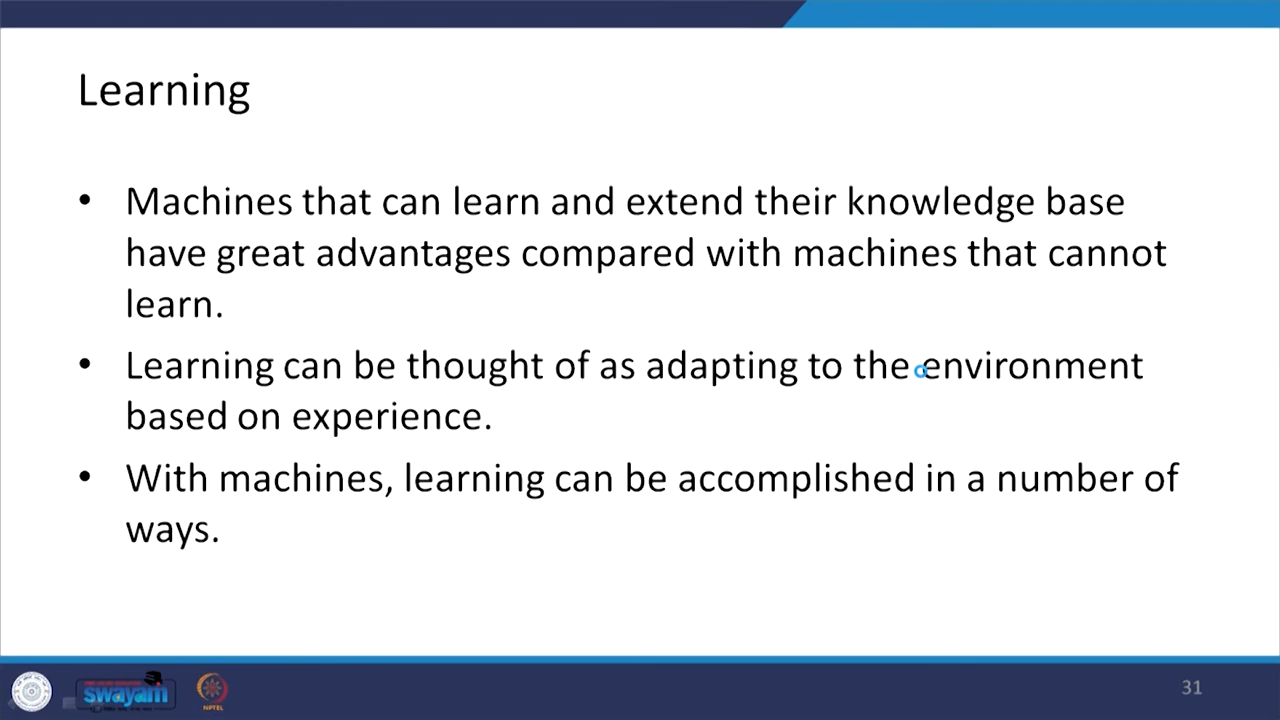 Learning
• Machines that can learn and extend their knowledge base
have great advantages compared with machines that cannot
learn.
• Learning can be thought of as adapting to the environment
based on experience.
• With machines, learning can be accomplished in a number of
ways.
swayam
NPTEL
31